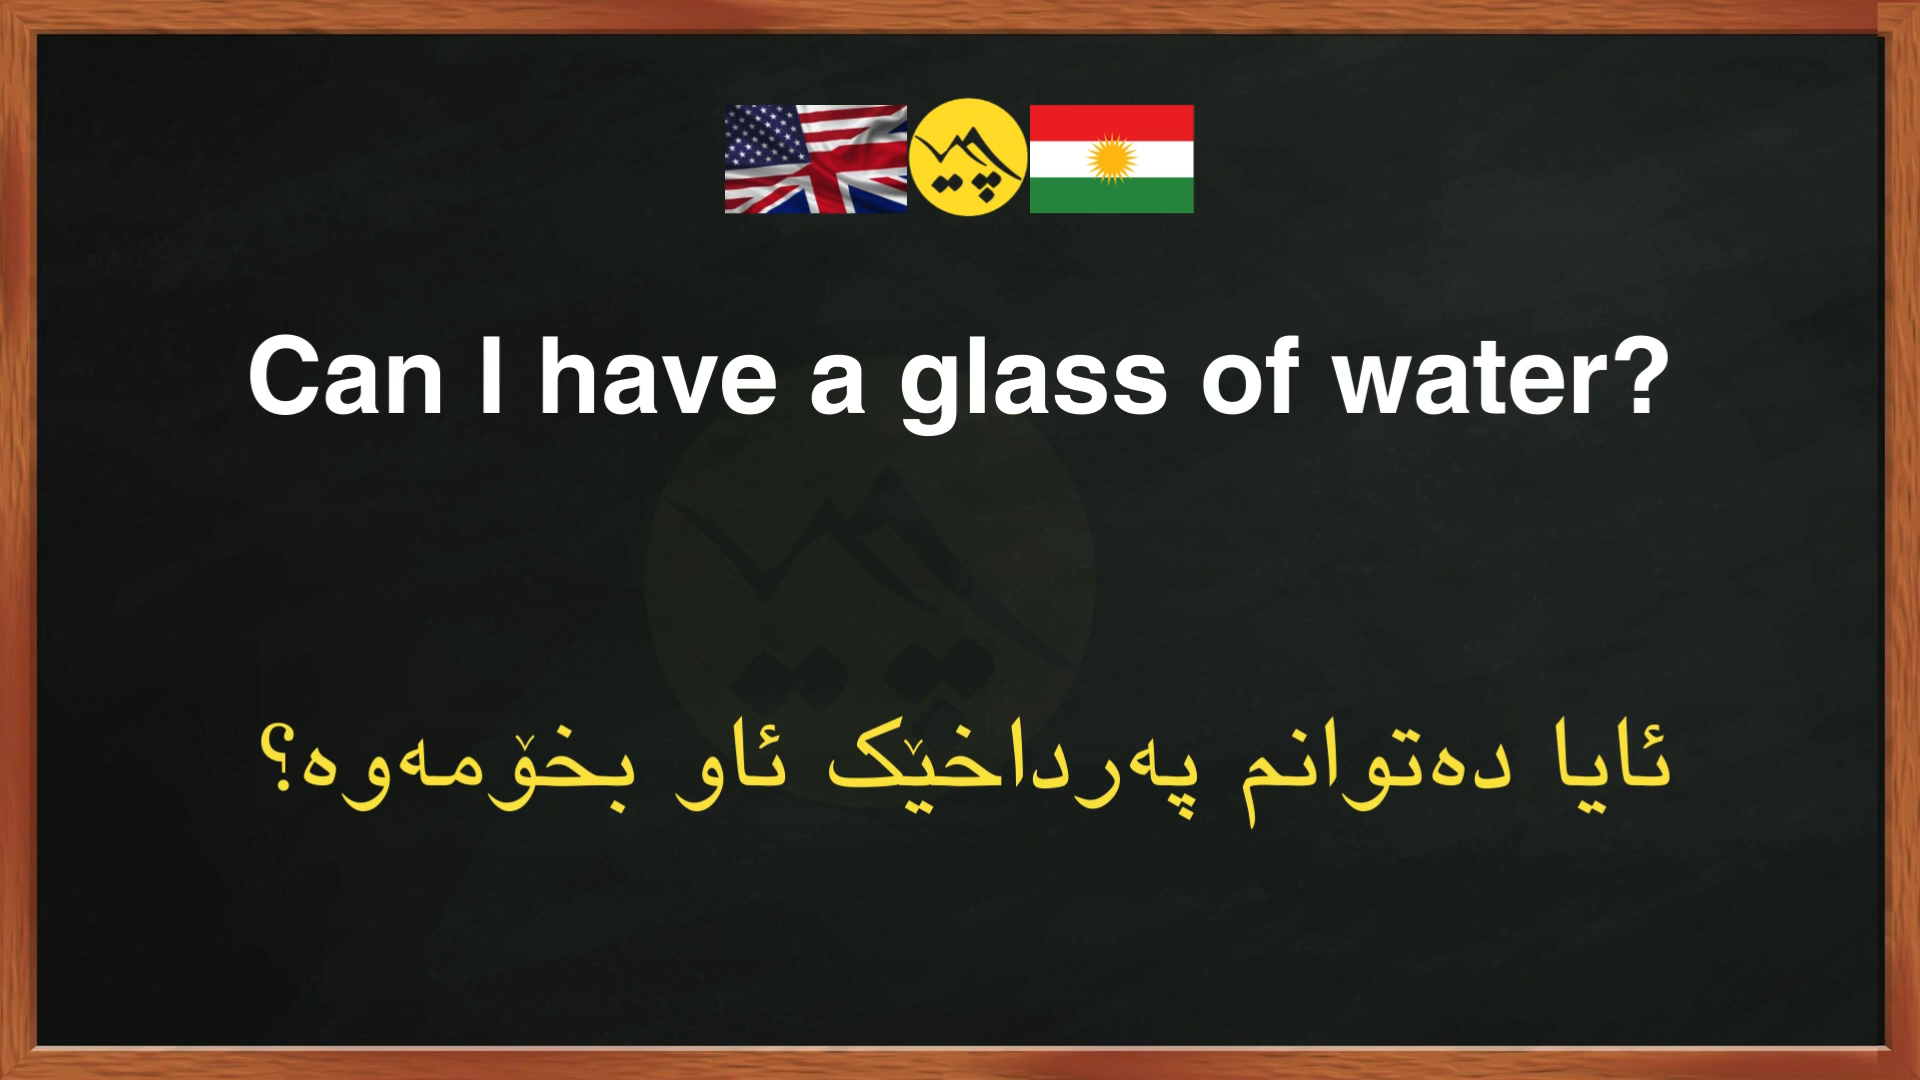 Can I have a glass of water?
ئایا دەتوانم پەرداخێک ئاو بخۆمەوە؟